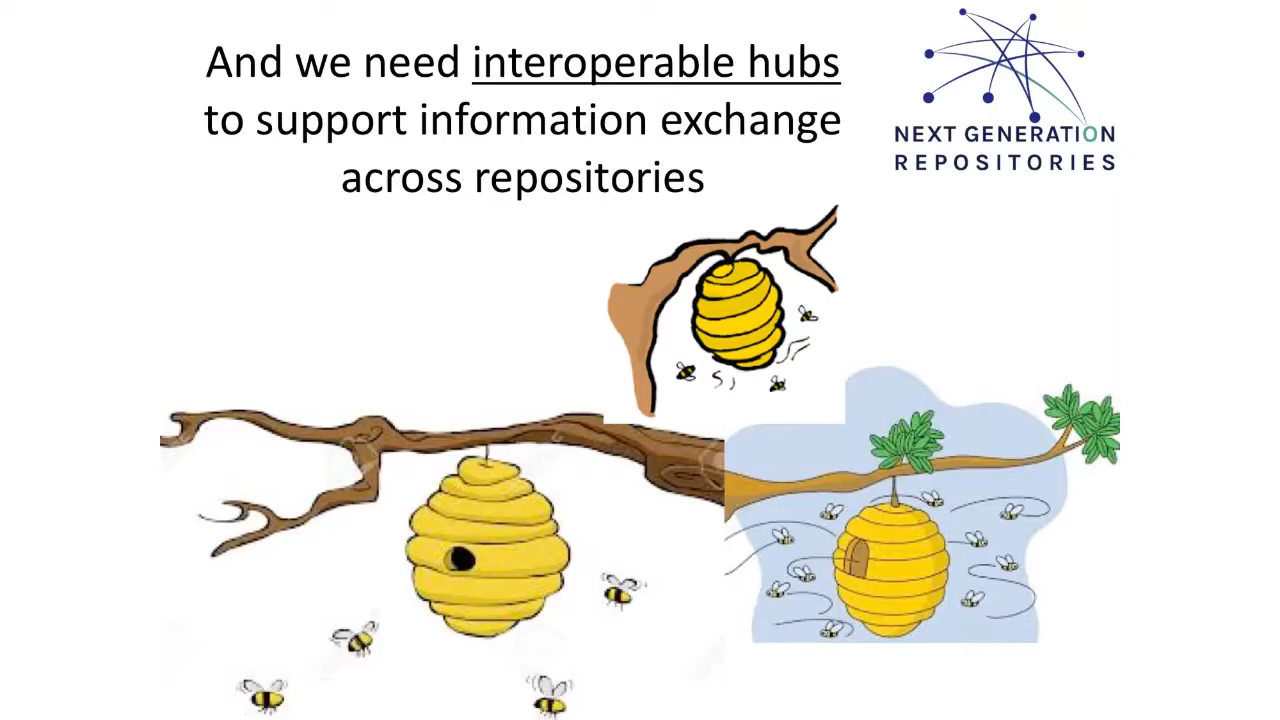 And we need interoperable hubs
to support information exchange
across repositories
NEXT GENERATION
REPOSITORIES